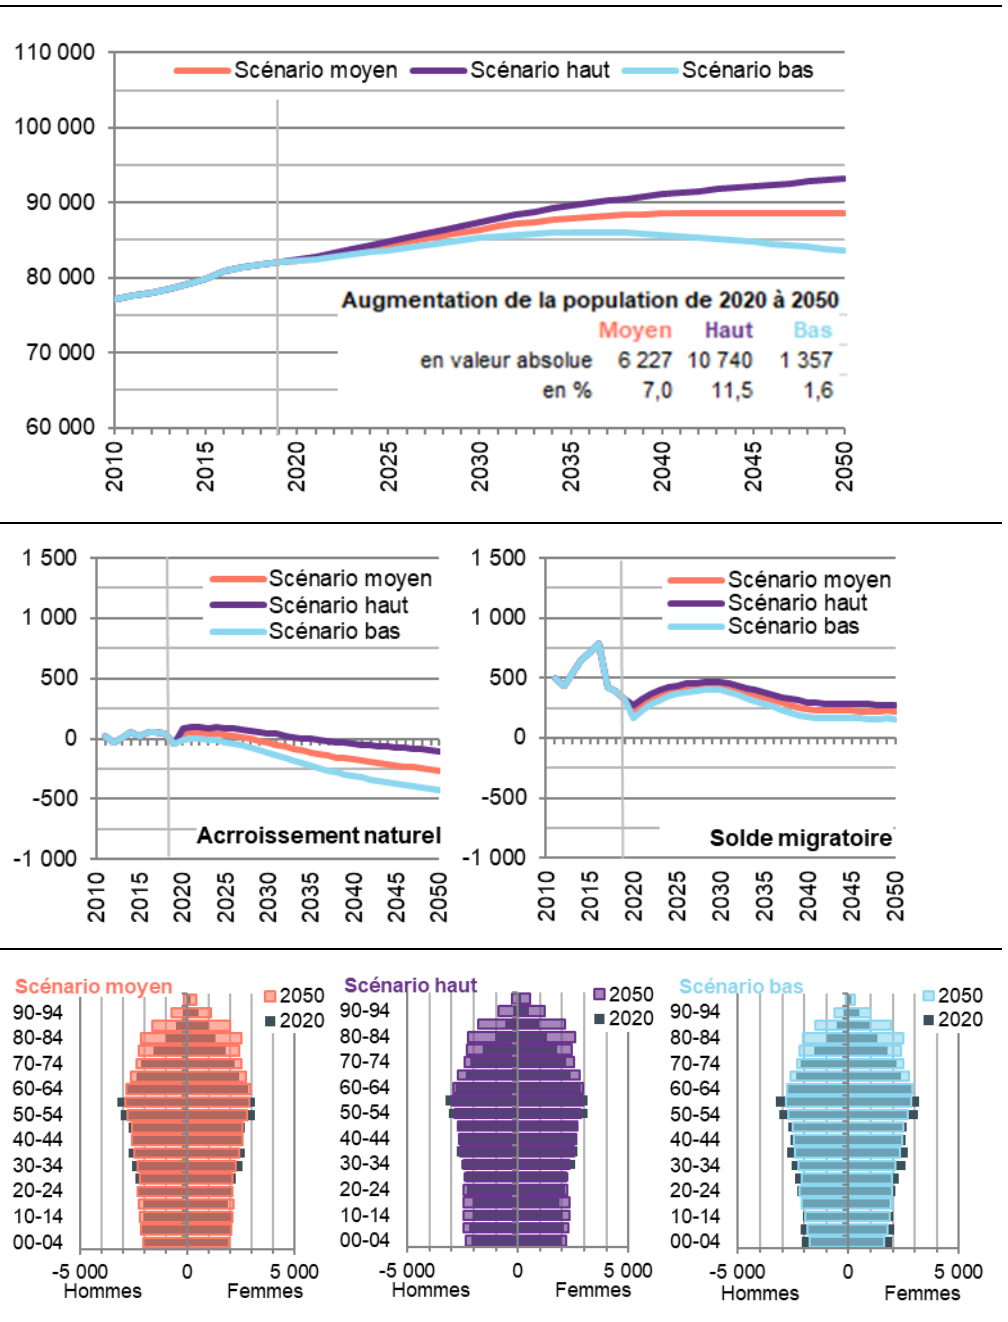 110 000
Scénario moyen Scénario haut Scénario bas
100 000
90 000
80 000
Augmentation de la population de 2020 à 2050
Moyen Haut Bas
70 000
en valeur absolue 6 227 10 740 1 357
en % 7,0 11,5 1,6
60 000
2010 2015 2020 2025 2030 2035 2040 2045 2050
1 500
Scénario moyen
Scénario haut
1 000
Scénario bas
500
0
-500
Acrroissement naturel
-1 000
2010 2015 2020 2025 2030 2035 2040 2045 2050
1 500
Scénario moyen
Scénario haut
1 000
Scénario bas
500
0
-500
Solde migratoire
-1 000
2010 2015 2020 2025 2030 2035 2040 2045 2050
Scénario moyen
2050
2020
90-94
80-84
70-74
60-64
50-54
40-44
30-34
20-24
10-14
00-04
-5 000 0 5 000
Hommes Femmes
Scénario haut
2050
2020
90-94
80-84
70-74
60-64
50-54
40-44
30-34
20-24
10-14
00-04
-5 000 0 5 000
Hommes Femmes
Scénario bas
2050
2020
90-94
80-84
70-74
60-64
50-54
40-44
30-34
20-24
10-14
00-04
-5 000 0 5 000
Hommes Femmes